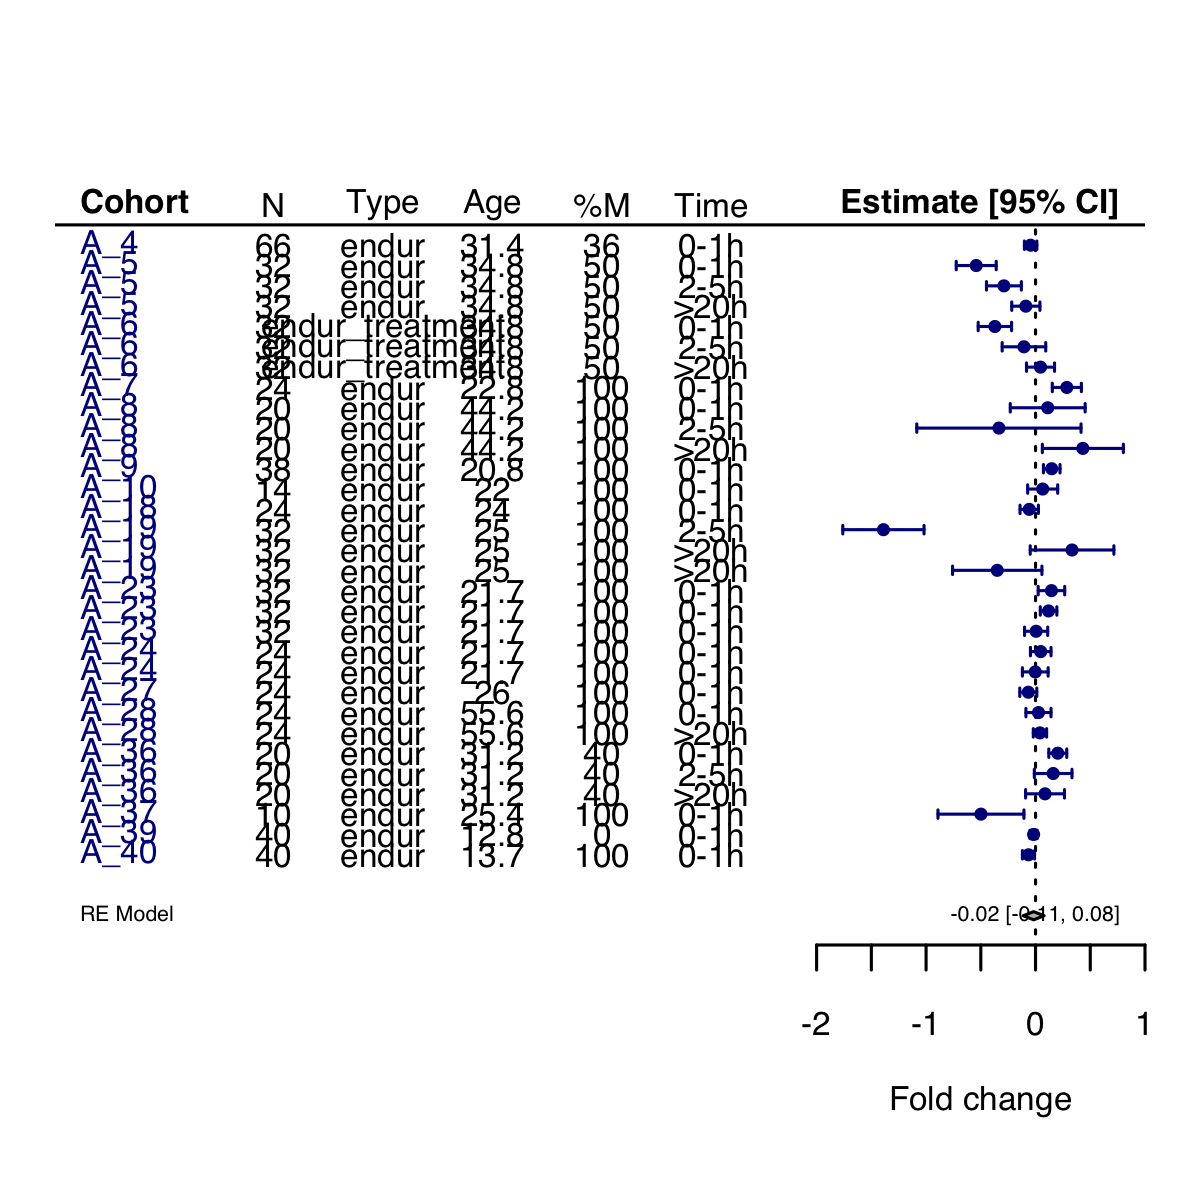 Cohort N Type Age %M Time Estimate [95% CI]
A_4 66 endur 31.4 36 0-1h
A_5 32 endur 34.8 50 0-1h
A_5 32 endur 34.8 50 2-5h
A_5 32 endur 34.8 50 >20h
A_6 32 endur_treatment 34.8 50 0-1h
A_6 32 endur_treatment 34.8 50 2-5h
A_6 32 endur_treatment 34.8 50 >20h
A_7 24 endur 22.8 100 0-1h
A_8 20 endur 44.2 100 0-1h
A_8 20 endur 44.2 100 2-5h
A_8 20 endur 44.2 100 >20h
A_9 38 endur 20.8 100 0-1h
A_10 14 endur 22 100 0-1h
A_18 24 endur 24 100 0-1h
A_19 32 endur 25 100 2-5h
A_19 32 endur 25 100 >20h
A_19 32 endur 25 100 >20h
A_23 32 endur 21.7 100 0-1h
A_23 32 endur 21.7 100 0-1h
A_23 32 endur 21.7 100 0-1h
A_24 24 endur 21.7 100 0-1h
A_24 24 endur 21.7 100 0-1h
A_27 24 endur 26 100 0-1h
A_28 24 endur 55.6 100 0-1h
A_28 24 endur 55.6 100 >20h
A_36 20 endur 31.2 40 0-1h
A_36 20 endur 31.2 40 2-5h
A_36 20 endur 31.2 40 >20h
A_37 10 endur 25.4 100 0-1h
A_39 40 endur 12.8 0 0-1h
A_40 40 endur 13.7 100 0-1h
RE Model -0.02 [-0.11, 0.08]
-2 -1 0 1
Fold change